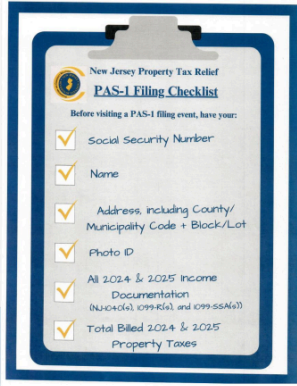 New Jersey Property Tax Relief
PAS-1 Filing Checklist
Before visiting a PAS-1 filing event, have your:
Social Security Number
Name
Address, including County/
Municipality Code + Block/Lot
Photo ID
All 2024 & 2025 Income
Documentation
(NJ-1040(s), 1099-R(s), and 1099-SSA(s))
Total Billed 2024 & 2025
Property Taxes